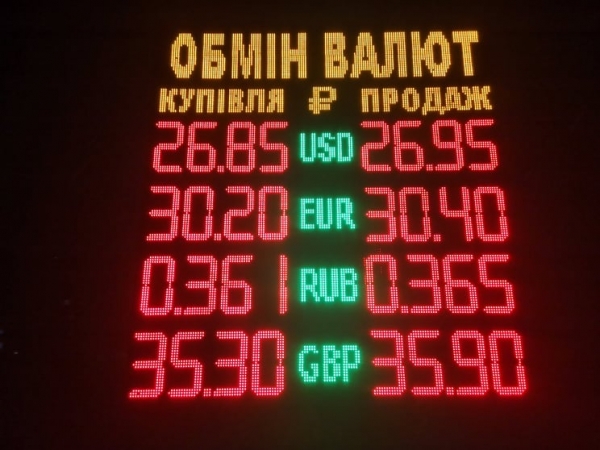 ОБМІН ВАЛЮТ
КУПІВЛЯ ₽ ПРОДАЖ
26.85 USD 26.95
30.20 EUR 30.40
0.361 RUB 0.365
35.30 GBP 35.90